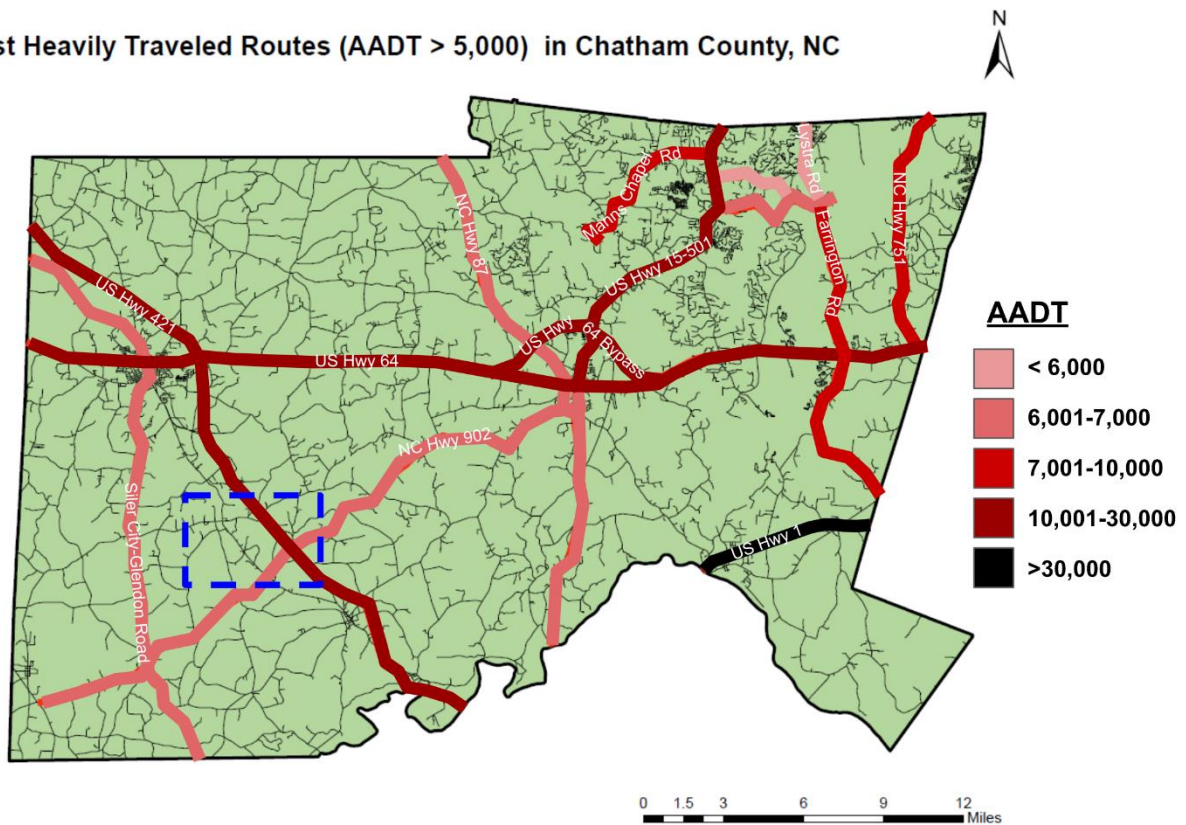 st Heavily Traveled Routes (AADT > 5,000) in Chatham County, NC
N
Lystra Rd
Manns Chapel Rd
NC Hwy 87
NC Hwy 751
Farrington Rd
US Hwy 15-501
US Hwy 421
US Hwy 64 Bypass
US Hwy 64
NC Hwy 902
Siler City-Glendon Road
US Hwy 1
AADT
< 6,000
6,001-7,000
7,001-10,000
10,001-30,000
>30,000
0 1.5 3 6 9 12
Miles